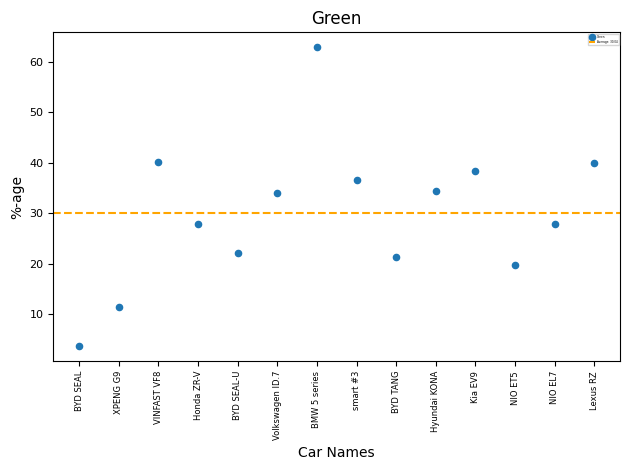 Green
%-age
60
50
40
30
20
10
BYD SEAL
XPENG G9
VINFAST VF8
Honda ZR-V
BYD SEAL-U
Volkswagen ID.7
BMW 5 series
smart #3
BYD TANG
Hyundai KONA
Kia EV9
NIO ET5
NIO EL7
Lexus RZ
Car Names